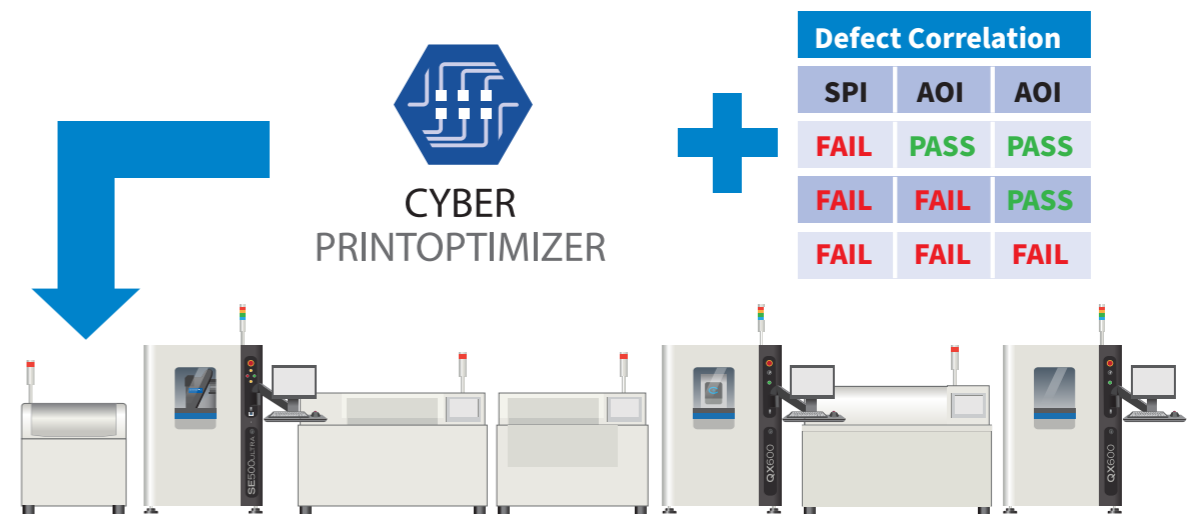 Defect Correlation
SPI AOI AOI
FAIL PASS PASS
FAIL FAIL PASS
FAIL FAIL FAIL
CYBER
PRINTOPTIMIZER
SE500ULTRA
QX600
QX600